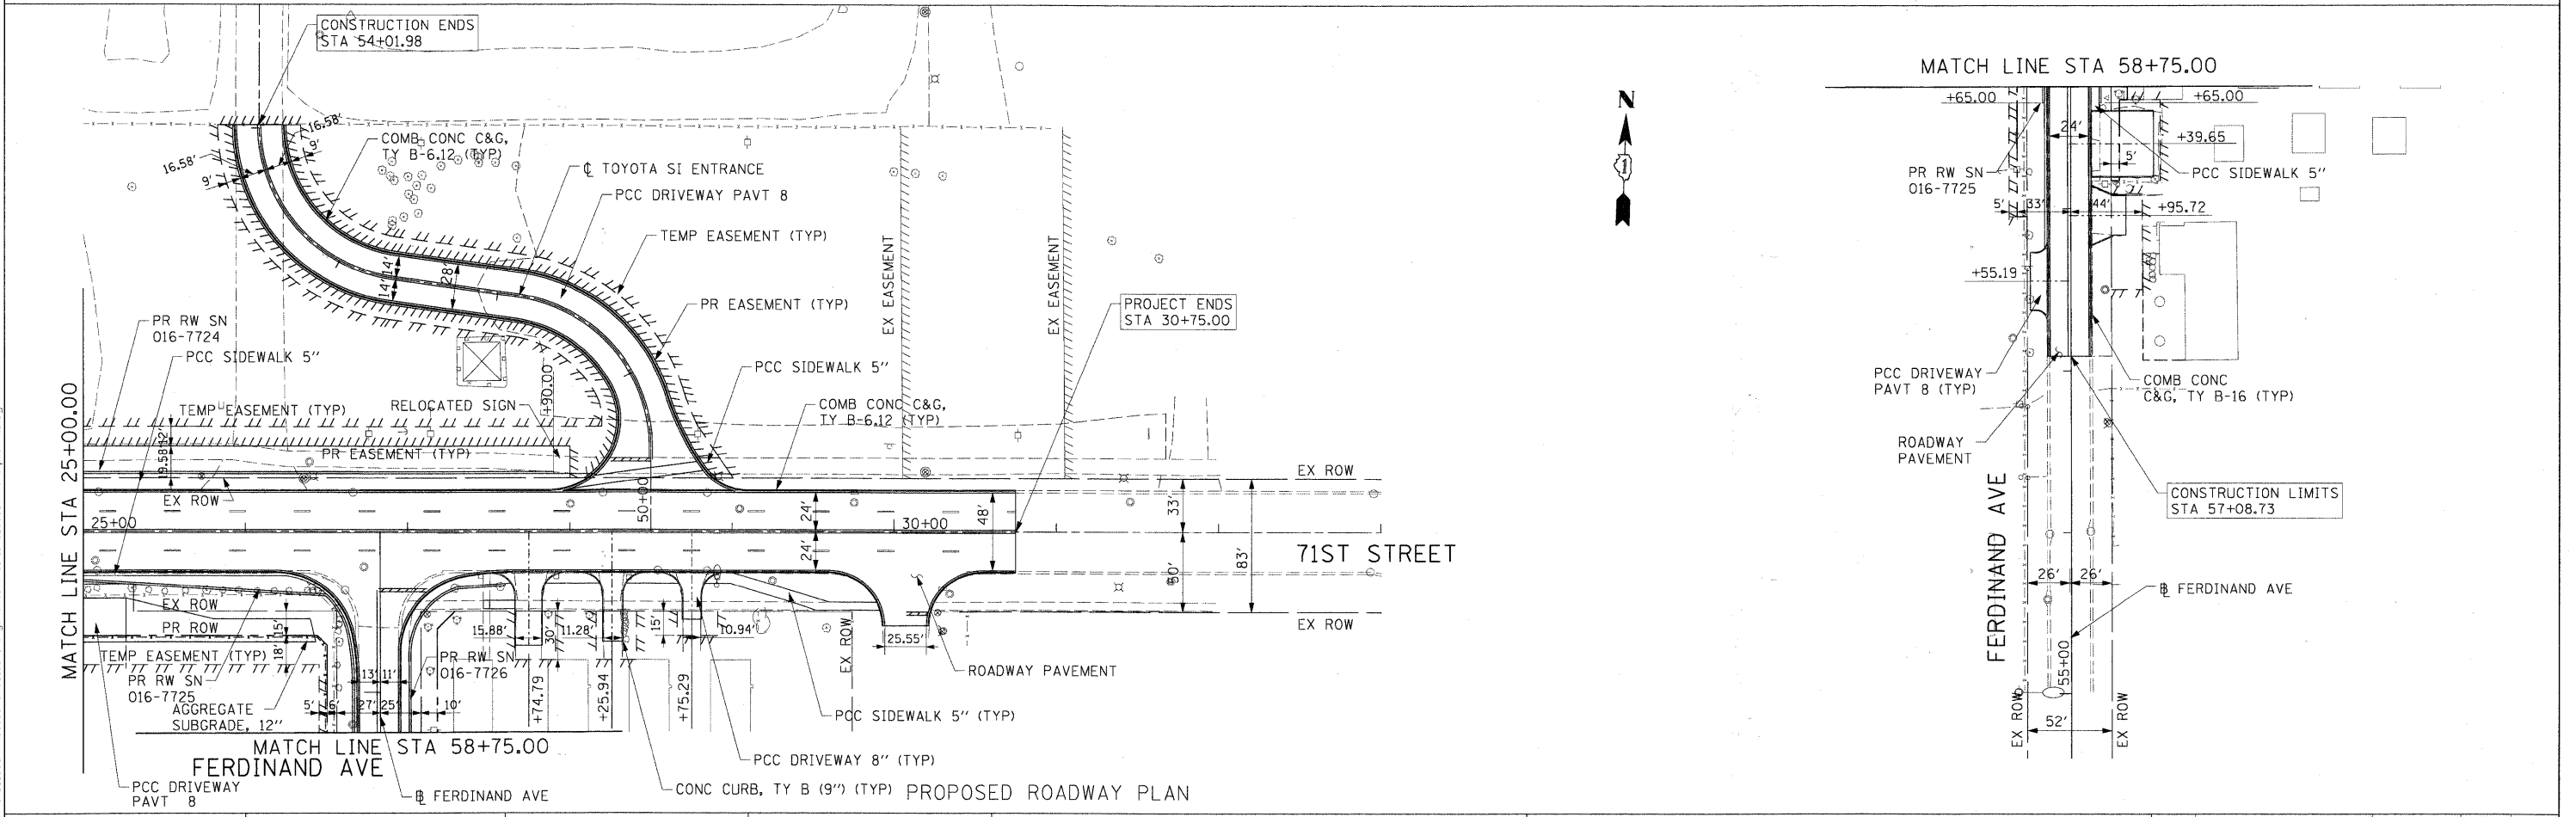 CONSTRUCTION ENDS
STA 54+01.98
16.58'
9'
16.58'
9'
COMB CONC C&G,
TY B-6.12 (TYP)
℄ TOYOTA SI ENTRANCE
PCC DRIVEWAY PAVT 8
TEMP EASEMENT (TYP)
14'
14'
28'
PR EASEMENT (TYP)
EX EASEMENT
EX EASEMENT
PROJECT ENDS
STA 30+75.00
PR RW SN
016-7724
PCC SIDEWALK 5"
PCC SIDEWALK 5"
MATCH LINE STA 25+00.00
TEMP EASEMENT (TYP)
RELOCATED SIGN
+90.00
COMB CONC C&G,
TY B-6.12 (TYP)
12'
19.58'
PR EASEMENT (TYP)
EX ROW
EX ROW
25+00
50+00
24'
30+00
48'
33'
24'
50'
83'
71ST STREET
EX ROW
PR ROW
15'
18'
TEMP EASEMENT (TYP)
PR RW SN
016-7725
AGGREGATE
SUBGRADE, 12"
5'
6'
27'
25'
10'
13'
11'
PR RW SN
016-7726
15.88'
30'
11.28'
15'
10.94'
EX ROW
25.55'
EX ROW
ROADWAY PAVEMENT
+74.79
+25.94
+75.29
PCC SIDEWALK 5" (TYP)
MATCH LINE STA 58+75.00
FERDINAND AVE
PCC DRIVEWAY
PAVT 8
℄ FERDINAND AVE
PCC DRIVEWAY 8" (TYP)
CONC CURB, TY B (9") (TYP)
PROPOSED ROADWAY PLAN
N
1
MATCH LINE STA 58+75.00
+65.00
+65.00
24'
+39.65
5'
PR RW SN
016-7725
PCC SIDEWALK 5"
5'
33'
44'
+95.72
+55.19
PCC DRIVEWAY
PAVT 8 (TYP)
COMB CONC
C&G, TY B-16 (TYP)
ROADWAY
PAVEMENT
CONSTRUCTION LIMITS
STA 57+08.73
FERDINAND AVE
26'
26'
℄ FERDINAND AVE
55+00
EX ROW
52'
EX ROW